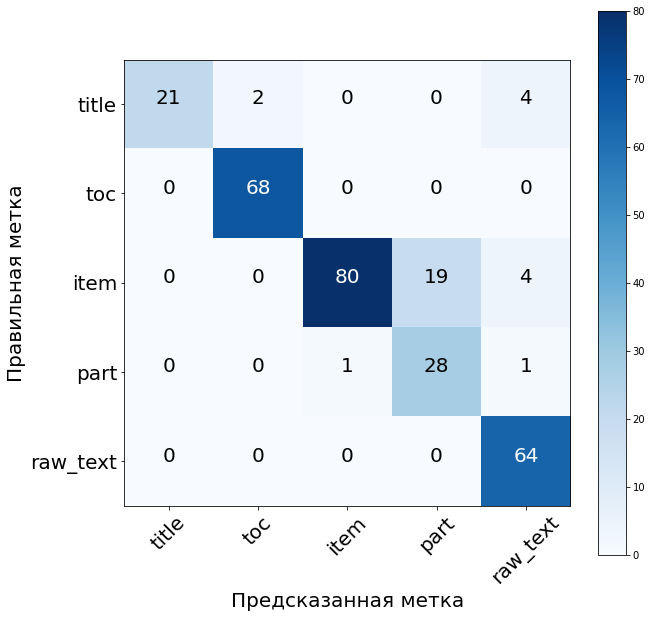 title 21 2 0 0 4
toc 0 68 0 0 0
item 0 0 80 19 4
part 0 0 1 28 1
raw_text 0 0 0 0 64
title toc item part raw_text
Предсказанная метка
Правильная метка
80
70
60
50
40
30
20
10
0